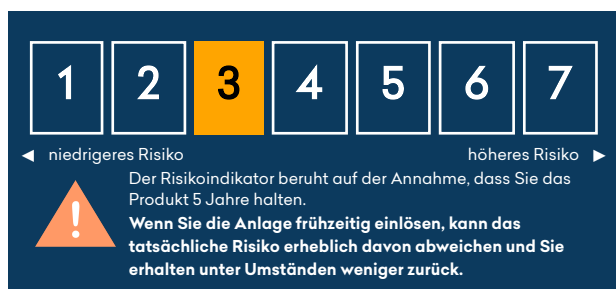 1 2 3 4 5 6 7
◄ niedrigeres Risiko höheres Risiko ►
Der Risikoindikator beruht auf der Annahme, dass Sie das
Produkt 5 Jahre halten.
Wenn Sie die Anlage frühzeitig einlösen, kann das
tatsächliche Risiko erheblich davon abweichen und Sie
erhalten unter Umständen weniger zurück.